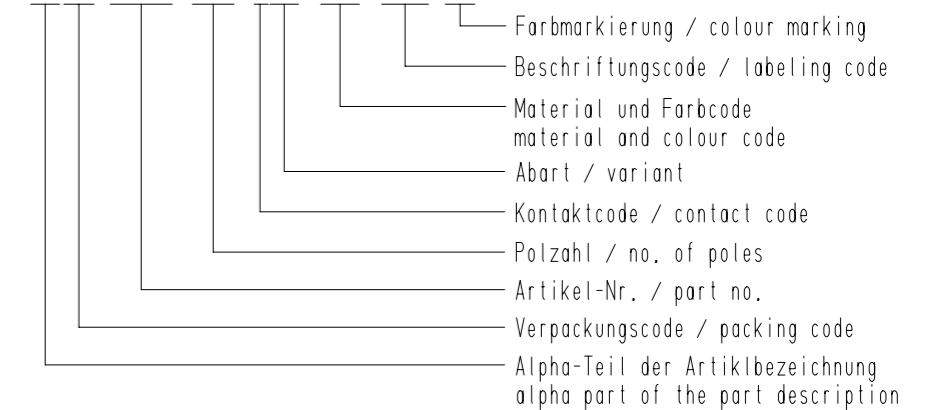 Farbmarkierung / colour marking
Beschriftungscode / labeling code
Material und Farbcode
material and colour code
Abart / variant
Kontaktcode / contact code
Polzahl / no. of poles
Artikel-Nr. / part no.
Verpackungscode / packing code
Alpha-Teil der Artiklbezeichnung
alpha part of the part description